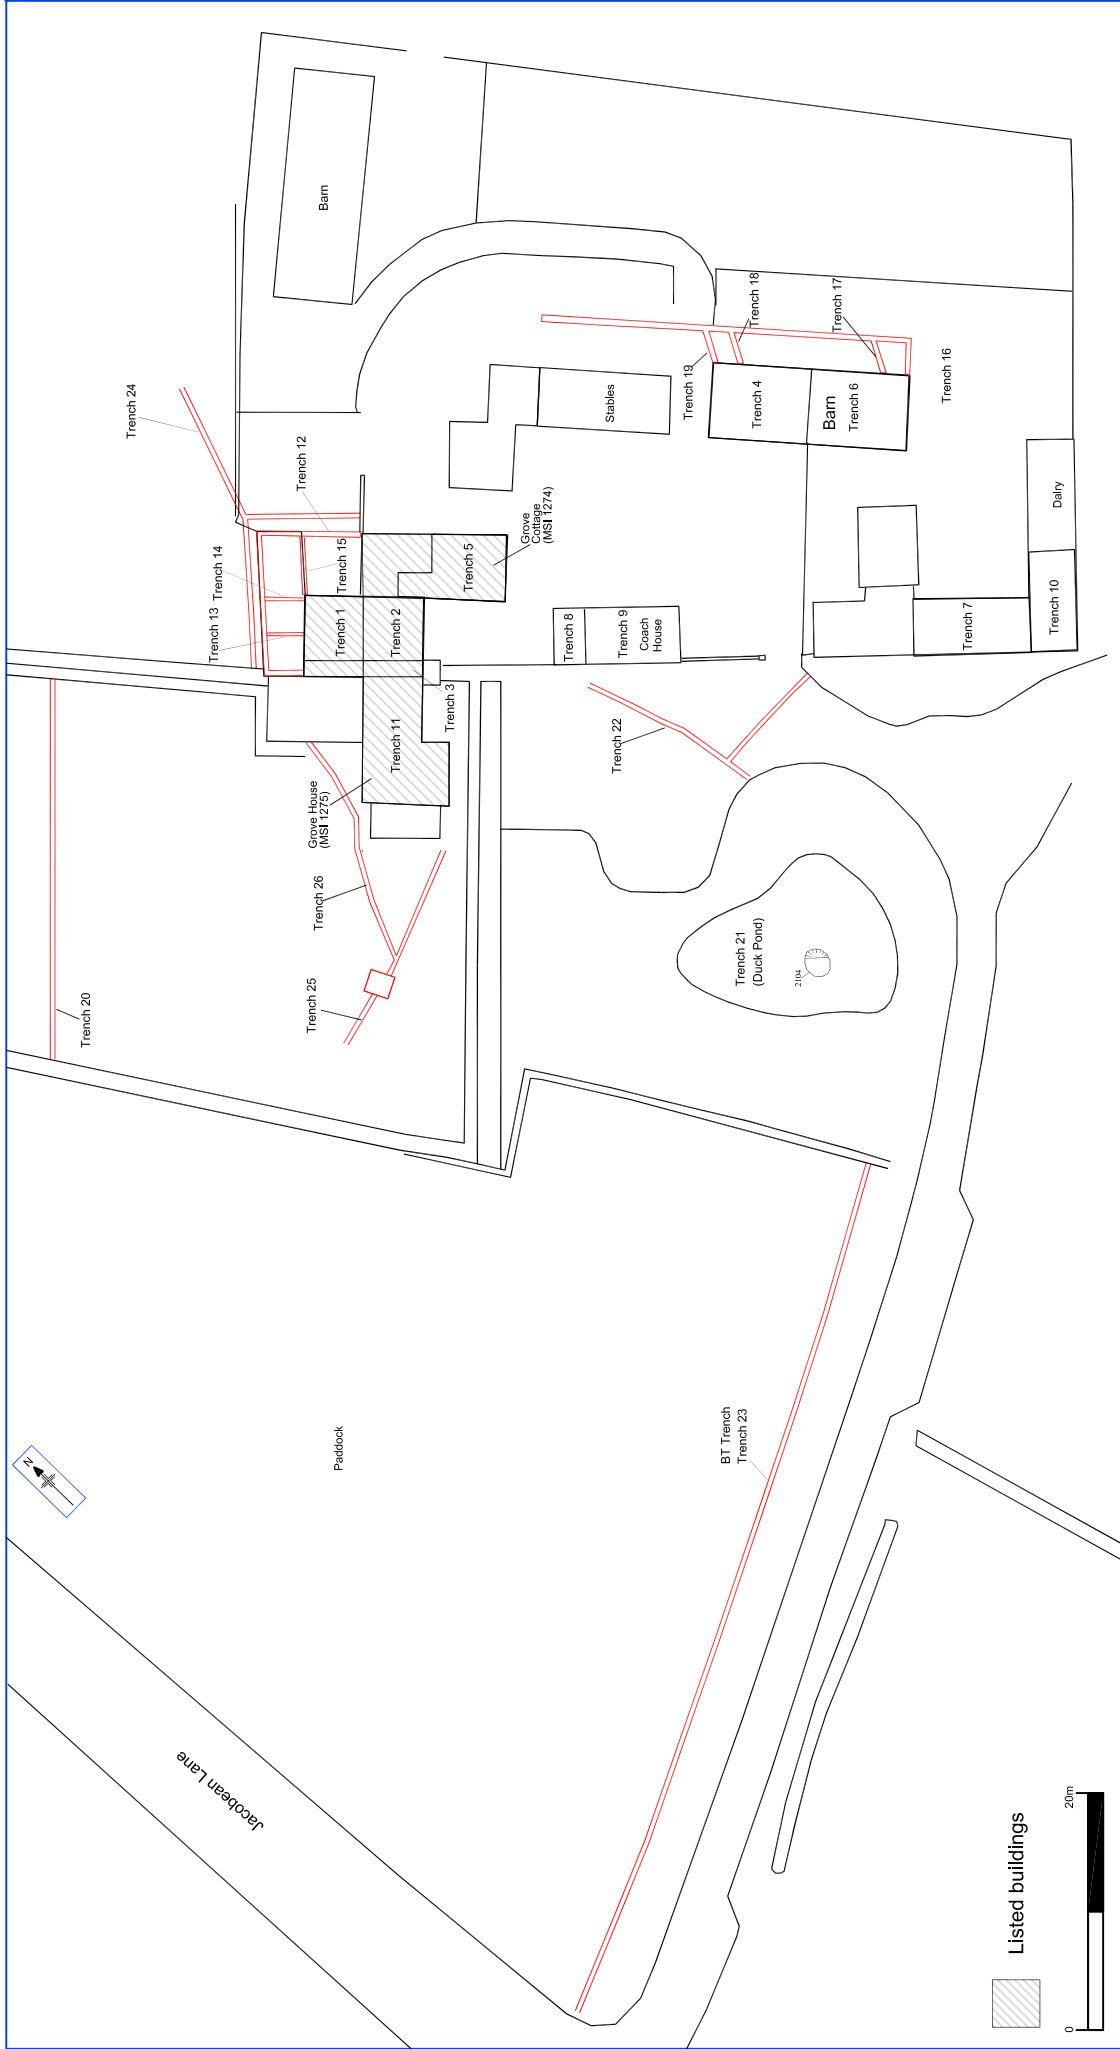 Barn
Trench 24
Trench 12
Trench 14
Trench 13
Trench 15
Trench 1
Trench 2
Trench 5
Grove
Cottage
(MSI 1274)
Trench 3
Trench 11
Grove House
(MSI 1275)
Trench 26
Trench 25
Trench 20
Stables
Trench 18
Trench 17
Trench 19
Trench 16
Trench 4
Barn
Trench 6
Dalry
Trench 7
Trench 10
Trench 8
Trench 9
Coach
House
Trench 22
Trench 21
(Duck Pond)
2104
BT Trench
Trench 23
Paddock
N
Jacobean Lane
Listed buildings
0
20m